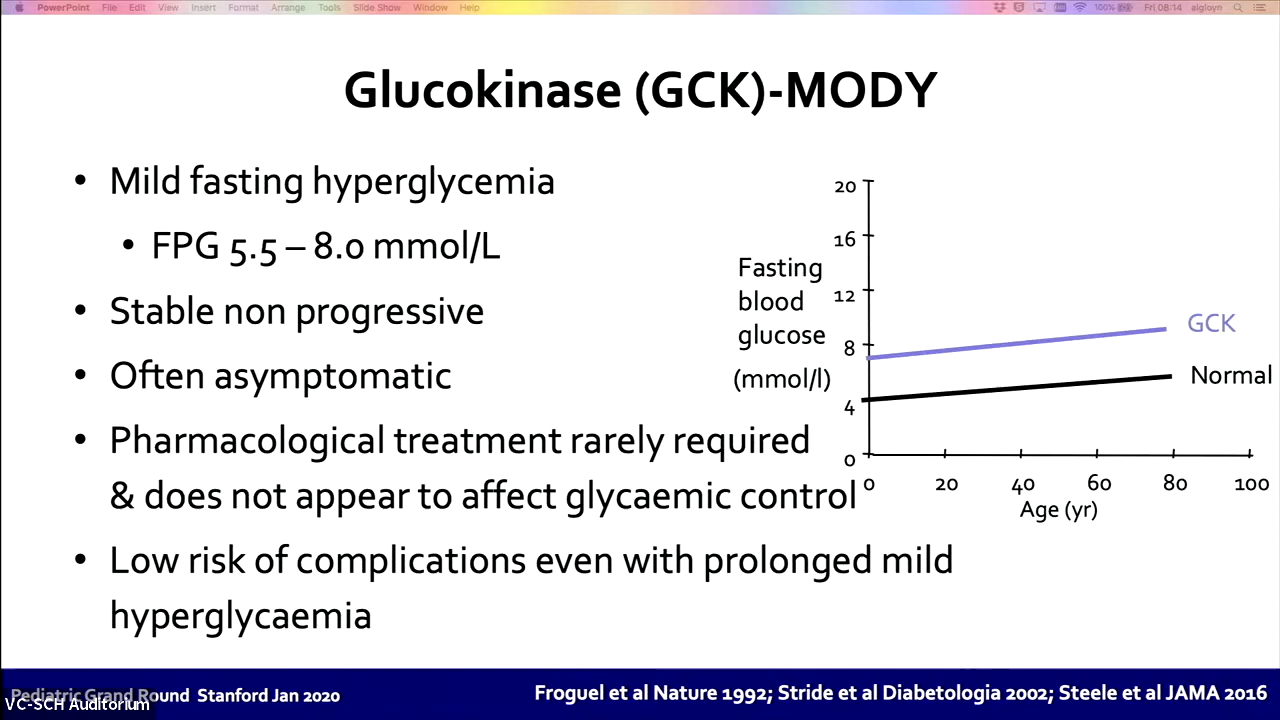 PowerPoint File Edit View Insert Format Arrange Tools Slide Show Window Help 100% Fri 08:14 algloyn
Glucokinase (GCK)-MODY
• Mild fasting hyperglycemia
• FPG 5.5 – 8.0 mmol/L
• Stable non progressive
• Often asymptomatic
• Pharmacological treatment rarely required
& does not appear to affect glycaemic control
• Low risk of complications even with prolonged mild
hyperglycaemia
Fasting
blood
glucose
(mmol/l)
20
16
12
8
4
0
GCK
Normal
0 20 40 60 80 100
Age (yr)
Pediatric Grand Round Stanford Jan 2020
VC-SCH Auditorium
Froguel et al Nature 1992; Stride et al Diabetologia 2002; Steele et al JAMA 2016